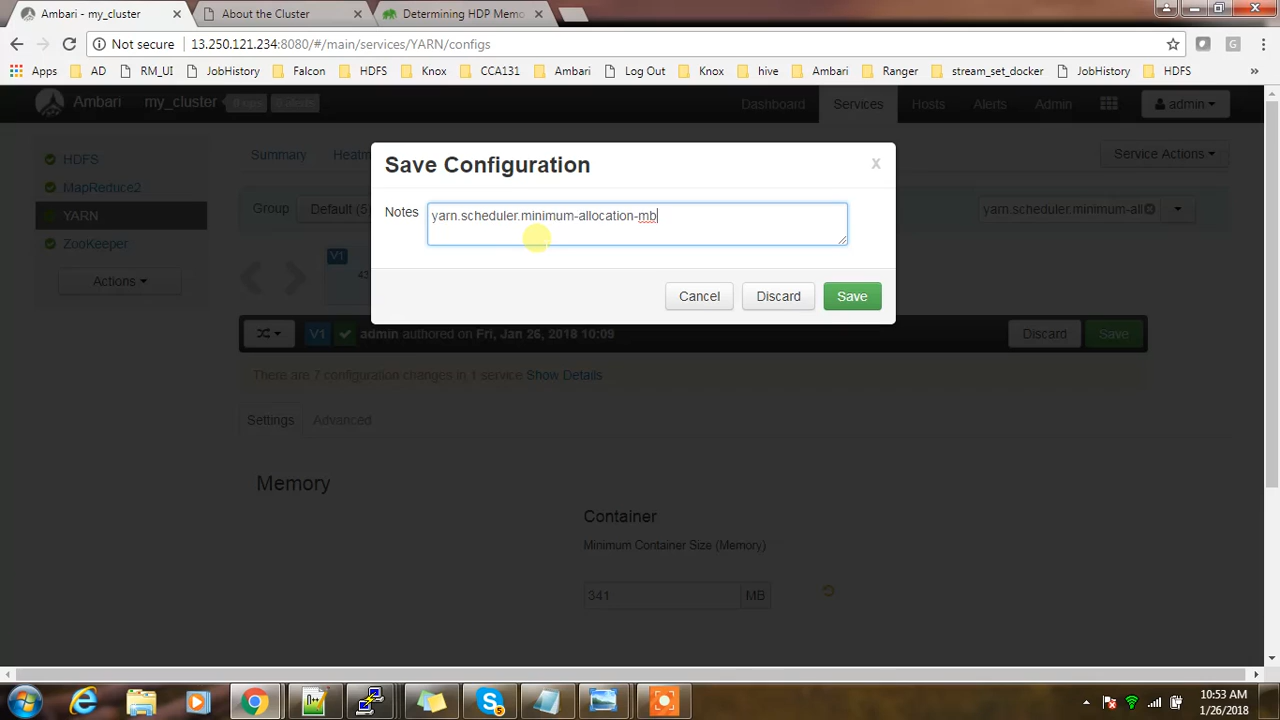 Ambari - my_cluster
About the Cluster
Determining HDP Memo
Not secure 13.250.121.234:8080/#/main/services/YARN/configs
Apps AD RM_UI JobHistory Falcon HDFS Knox CCA131 Ambari Log Out Knox hive Ambari Ranger stream_set_docker JobHistory HDFS »
Ambari my_cluster 0 ops 0 alerts Dashboard Services Hosts Alerts Admin admin
HDFS
MapReduce2
YARN
ZooKeeper
Actions
Summary
Service Actions
Group
yarn.scheduler.minimum-all
V1
Save Configuration
x
Notes
yarn.scheduler.minimum-allocation-mb
Cancel
Discard
Save
V1 admin authored on Fri, Jan 26, 2018 10:09
Discard
Save
There are 7 configuration changes in 1 service Show Details
Settings
Advanced
Memory
Container
Minimum Container Size (Memory)
341 MB
10:53 AM
1/26/2018